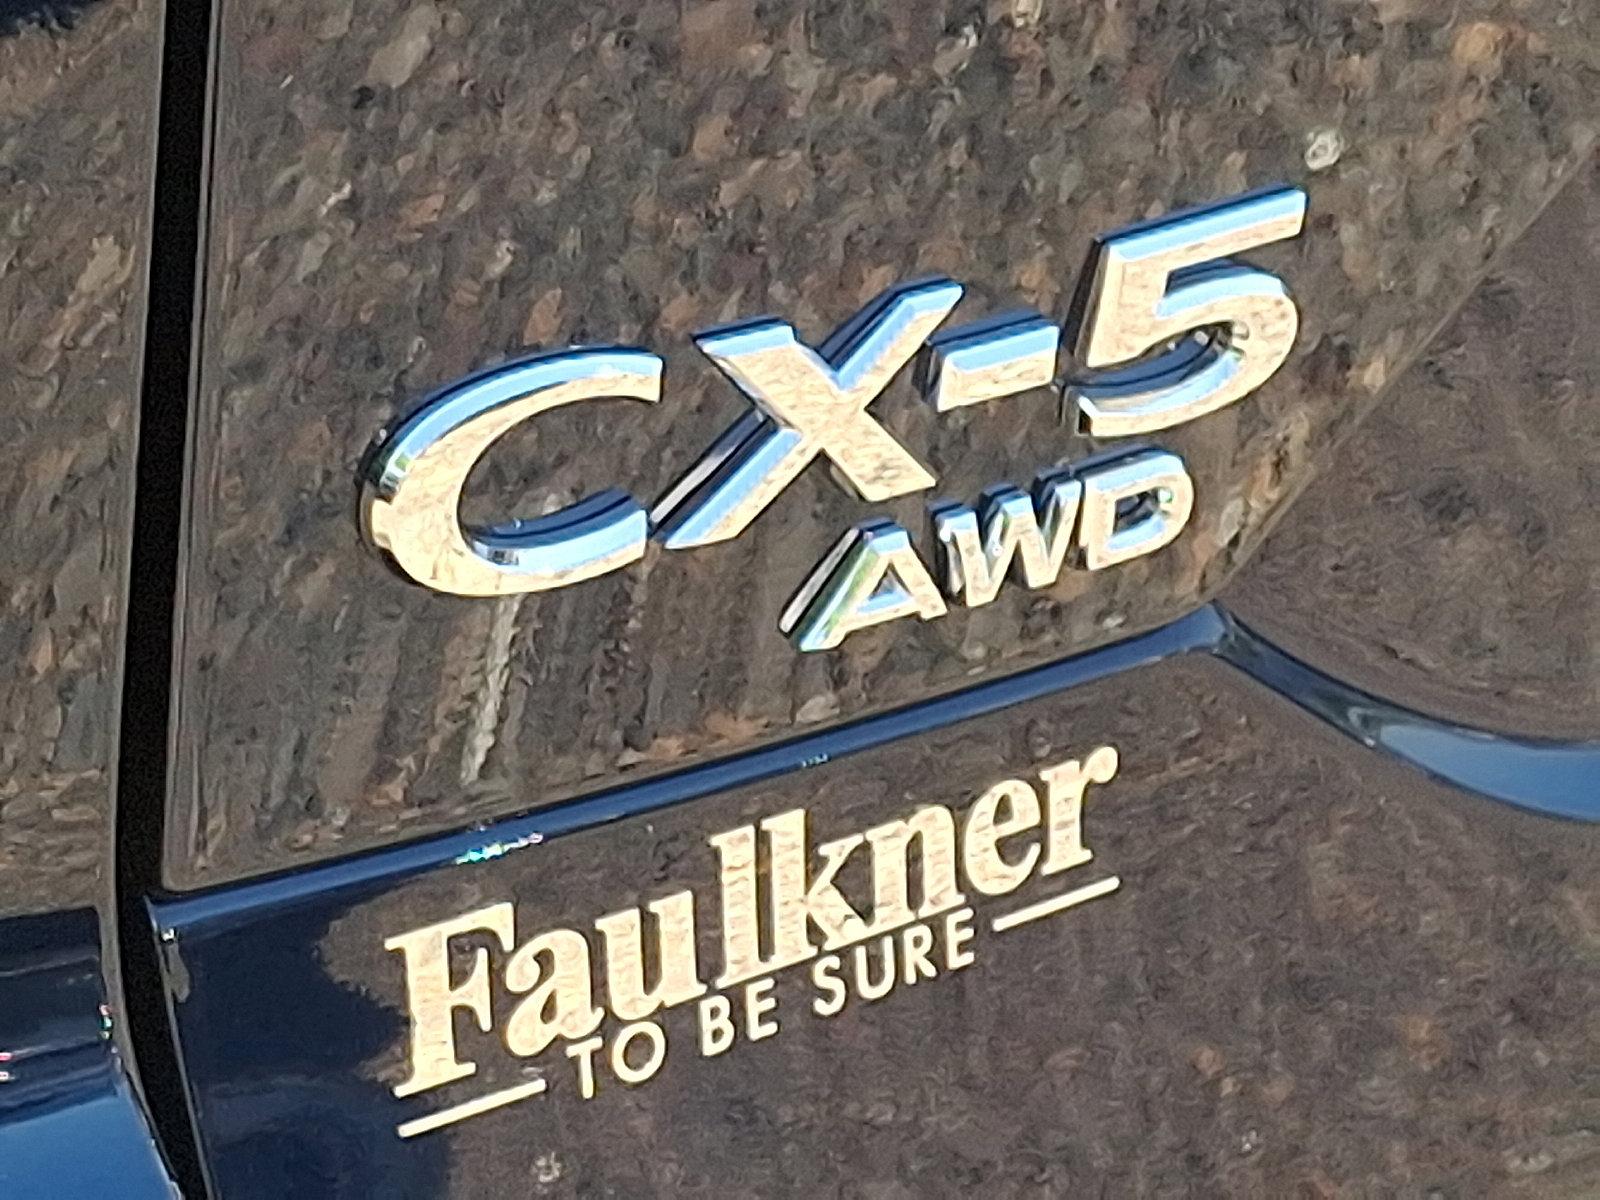 CX-5
AWD
Faulkner
TO BE SURE